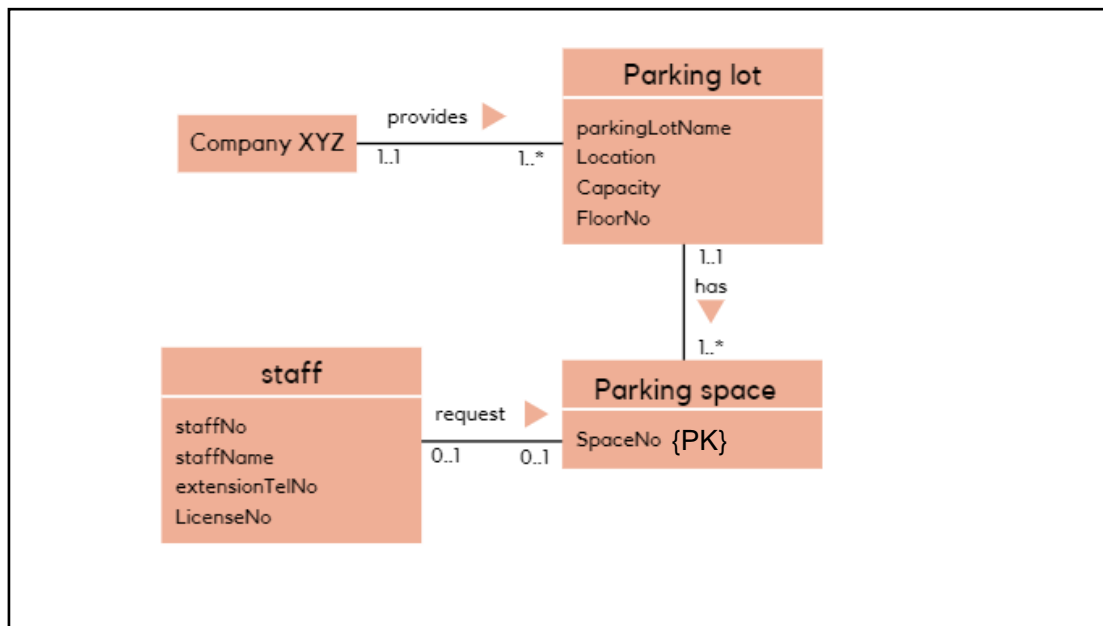 Parking lot
parkingLotName
Location
Capacity
FloorNo
provides
Company XYZ
1..1
1..*
1..1
has
1..*
staff
staffNo
staffName
extensionTelNo
LicenseNo
request
0..1
0..1
Parking space
SpaceNo {PK}